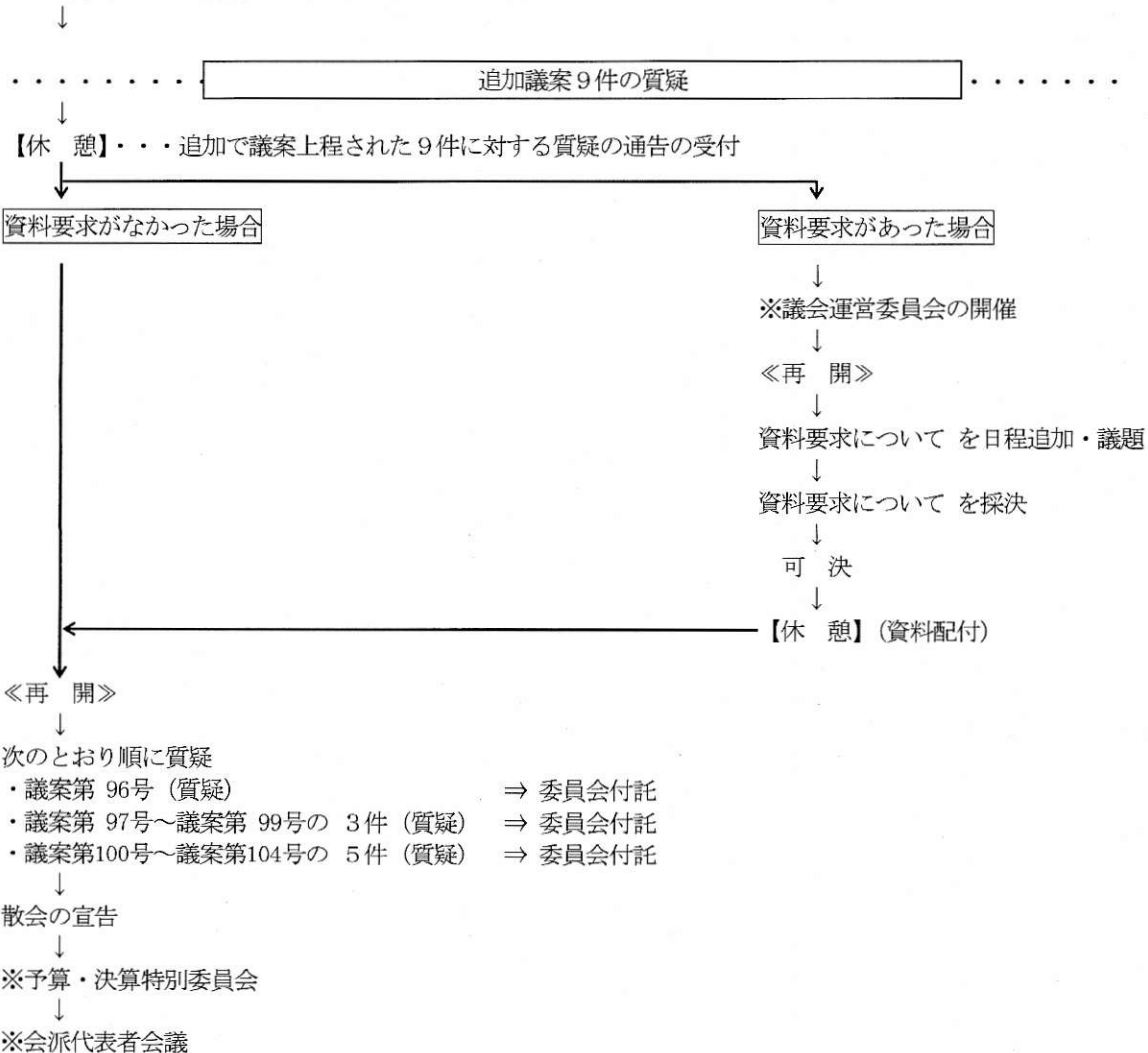 ↓
・・・・・・・・・追加議案９件の質疑・・・・・・・
↓
【休　憩】・・・追加で議案上程された９件に対する質疑の通告の受付
資料要求がなかった場合
資料要求があった場合
↓
※議会運営委員会の開催
↓
≪再　開≫
↓
資料要求について を日程追加・議題
↓
資料要求について を採決
↓
可　決
↓
【休　憩】（資料配付）
≪再　開≫
↓
次のとおり順に質疑
・議案第 96号（質疑） ⇒ 委員会付託
・議案第 97号～議案第 99号の ３件（質疑） ⇒ 委員会付託
・議案第100号～議案第104号の ５件（質疑） ⇒ 委員会付託
↓
散会の宣告
↓
※予算・決算特別委員会
↓
※会派代表者会議